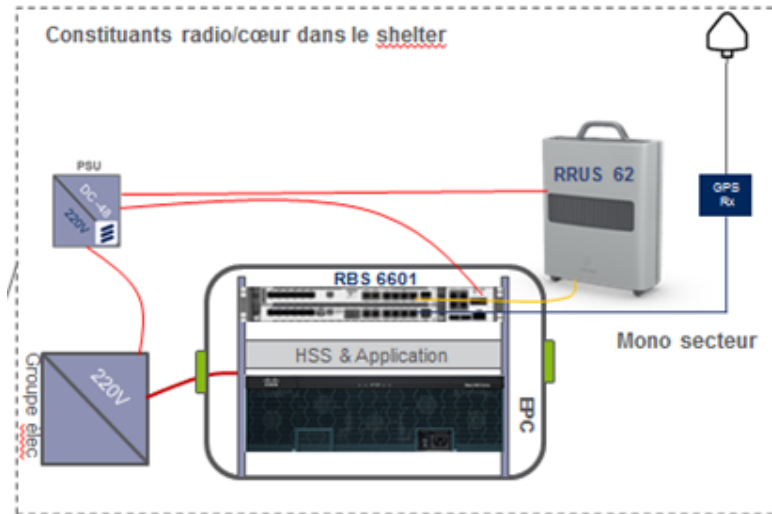 Constituants radio/cœur dans le shelter
PSU
DC -48
220V
RRUS 62
GPS
Rx
RBS 6601
HSS & Application
Mono secteur
EPC
220V
Groupe élec